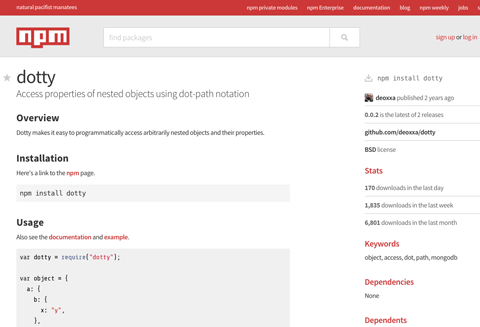 natural pacifist manatees
npm private modules npm Enterprise documentation blog npm weekly jobs
npm
find packages
sign up or log in
dotty
Access properties of nested objects using dot-path notation
Overview
Dotty makes it easy to programmatically access arbitrarily nested objects and their properties.
Installation
Here's a link to the npm page.
npm install dotty
Usage
Also see the documentation and example.
var dotty = require("dotty");
var object = {
a: {
b: {
x: "y",
},
npm install dotty
deoxxa published 2 years ago
0.0.2 is the latest of 2 releases
github.com/deoxxa/dotty
BSD license
Stats
170 downloads in the last day
1,835 downloads in the last week
6,801 downloads in the last month
Keywords
object, access, dot, path, mongodb
Dependencies
None
Dependents